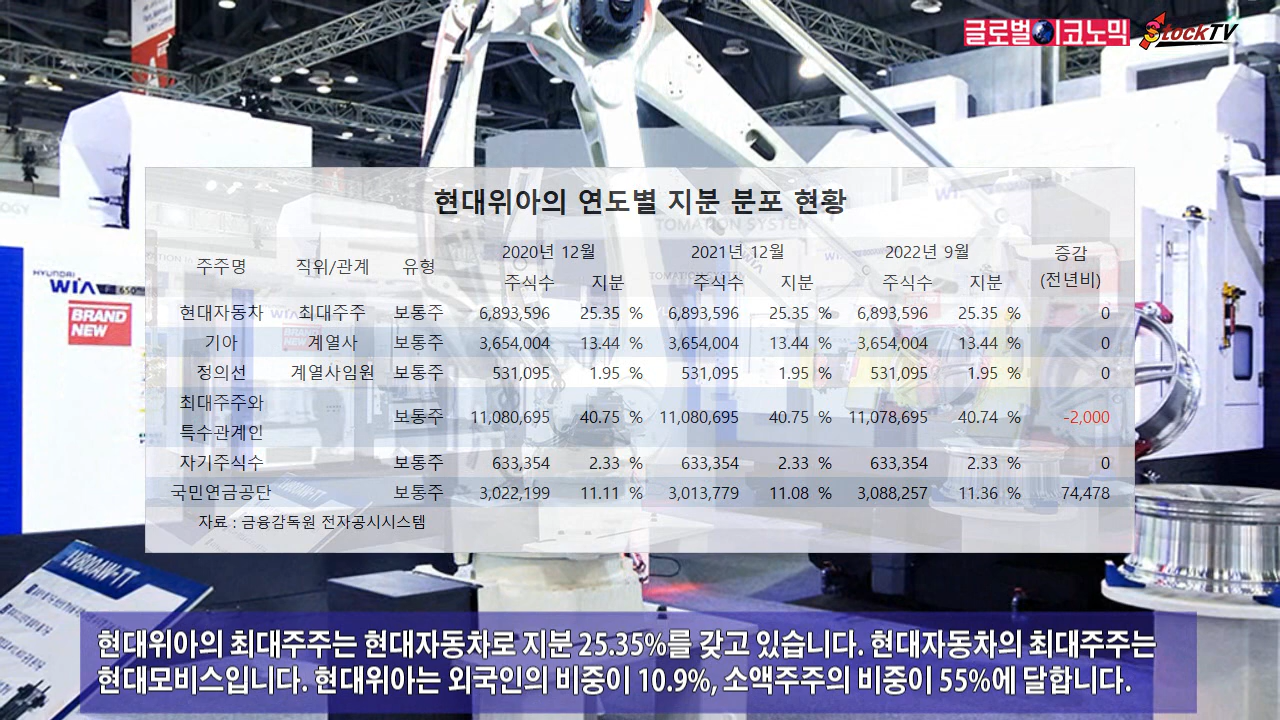 글로벌이코노믹 StockTV
현대위아의 연도별 지분 분포 현황
주주명 직위/관계 유형 2020년 12월 2021년 12월 2022년 9월 증감 (전년비)
주식수 지분 주식수 지분 주식수 지분
현대자동차 최대주주 보통주 6,893,596 25.35 % 6,893,596 25.35 % 6,893,596 25.35 % 0
기아 계열사 보통주 3,654,004 13.44 % 3,654,004 13.44 % 3,654,004 13.44 % 0
정의선 계열사임원 보통주 531,095 1.95 % 531,095 1.95 % 531,095 1.95 % 0
최대주주와 특수관계인 보통주 11,080,695 40.75 % 11,080,695 40.75 % 11,078,695 40.74 % -2,000
자기주식수 보통주 633,354 2.33 % 633,354 2.33 % 633,354 2.33 % 0
국민연금공단 보통주 3,022,199 11.11 % 3,013,779 11.08 % 3,088,257 11.36 % 74,478
자료 : 금융감독원 전자공시시스템
HYUNDAI
WIA
BRAND
NEW
LV800AW-TT
현대위아의 최대주주는 현대자동차로 지분 25.35%를 갖고 있습니다. 현대자동차의 최대주주는
현대모비스입니다. 현대위아는 외국인의 비중이 10.9%, 소액주주의 비중이 55%에 달합니다.